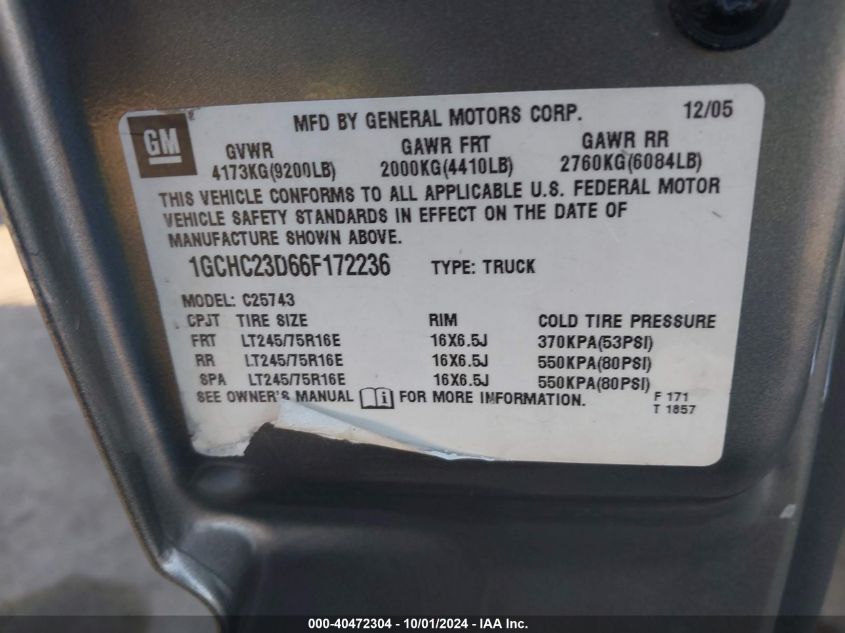 MFD BY GENERAL MOTORS CORP. 12/05
GM
GVWR GAWR FRT GAWR RR
4173KG(9200LB) 2000KG(4410LB) 2760KG(6084LB)
THIS VEHICLE CONFORMS TO ALL APPLICABLE U.S. FEDERAL MOTOR
VEHICLE SAFETY STANDARDS IN EFFECT ON THE DATE OF
MANUFACTURE SHOWN ABOVE.
1GCHC23D66F172236 TYPE: TRUCK
MODEL: C25743
CPJT TIRE SIZE RIM COLD TIRE PRESSURE
FRT LT245/75R16E 16X6.5J 370KPA(53PSI)
RR LT245/75R16E 16X6.5J 550KPA(80PSI)
SPA LT245/75R16E 16X6.5J 550KPA(80PSI)
SEE OWNER'S MANUAL i FOR MORE INFORMATION. F 171
T 1857
000-40472304 - 10/01/2024 - IAA Inc.